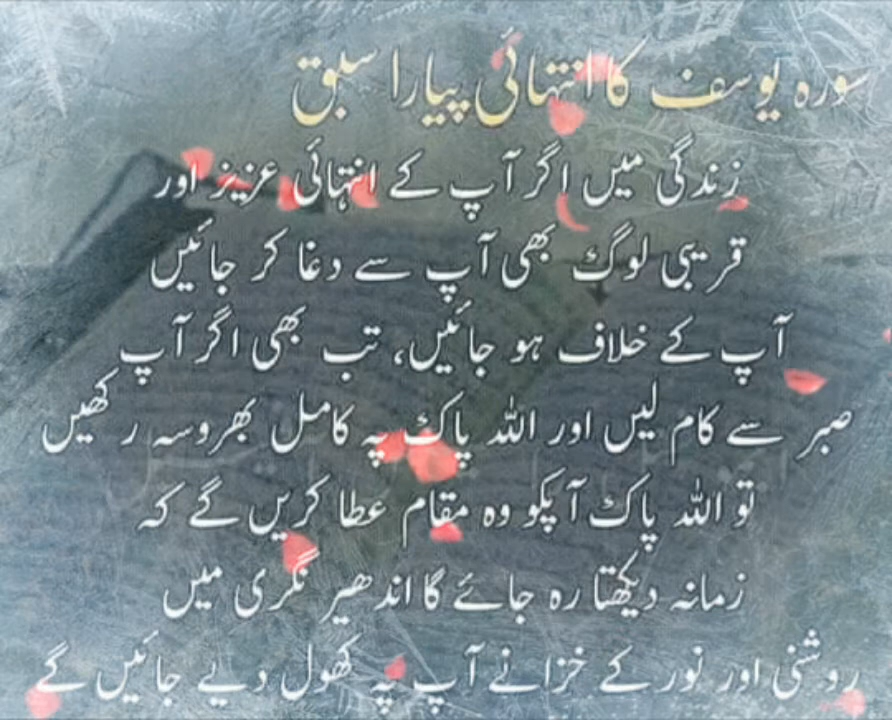 سورہ یوسف کا انتہائی پیارا سبق
زندگی میں اگر آپ کے انتہائی عزیز اور
قریبی لوگ بھی آپ سے دغا کر جائیں
آپ کے خلاف ہو جائیں، تب بھی اگر آپ
صبر سے کام لیں اور اللہ پاک پہ کامل بھروسہ رکھیں
تو اللہ پاک آپکو وہ مقام عطا کریں گے کہ
زمانہ دیکھتا رہ جائے گا اندھیر نگری میں
روشنی اور نور کے خزانے آپ پہ کھول دیے جائیں گے